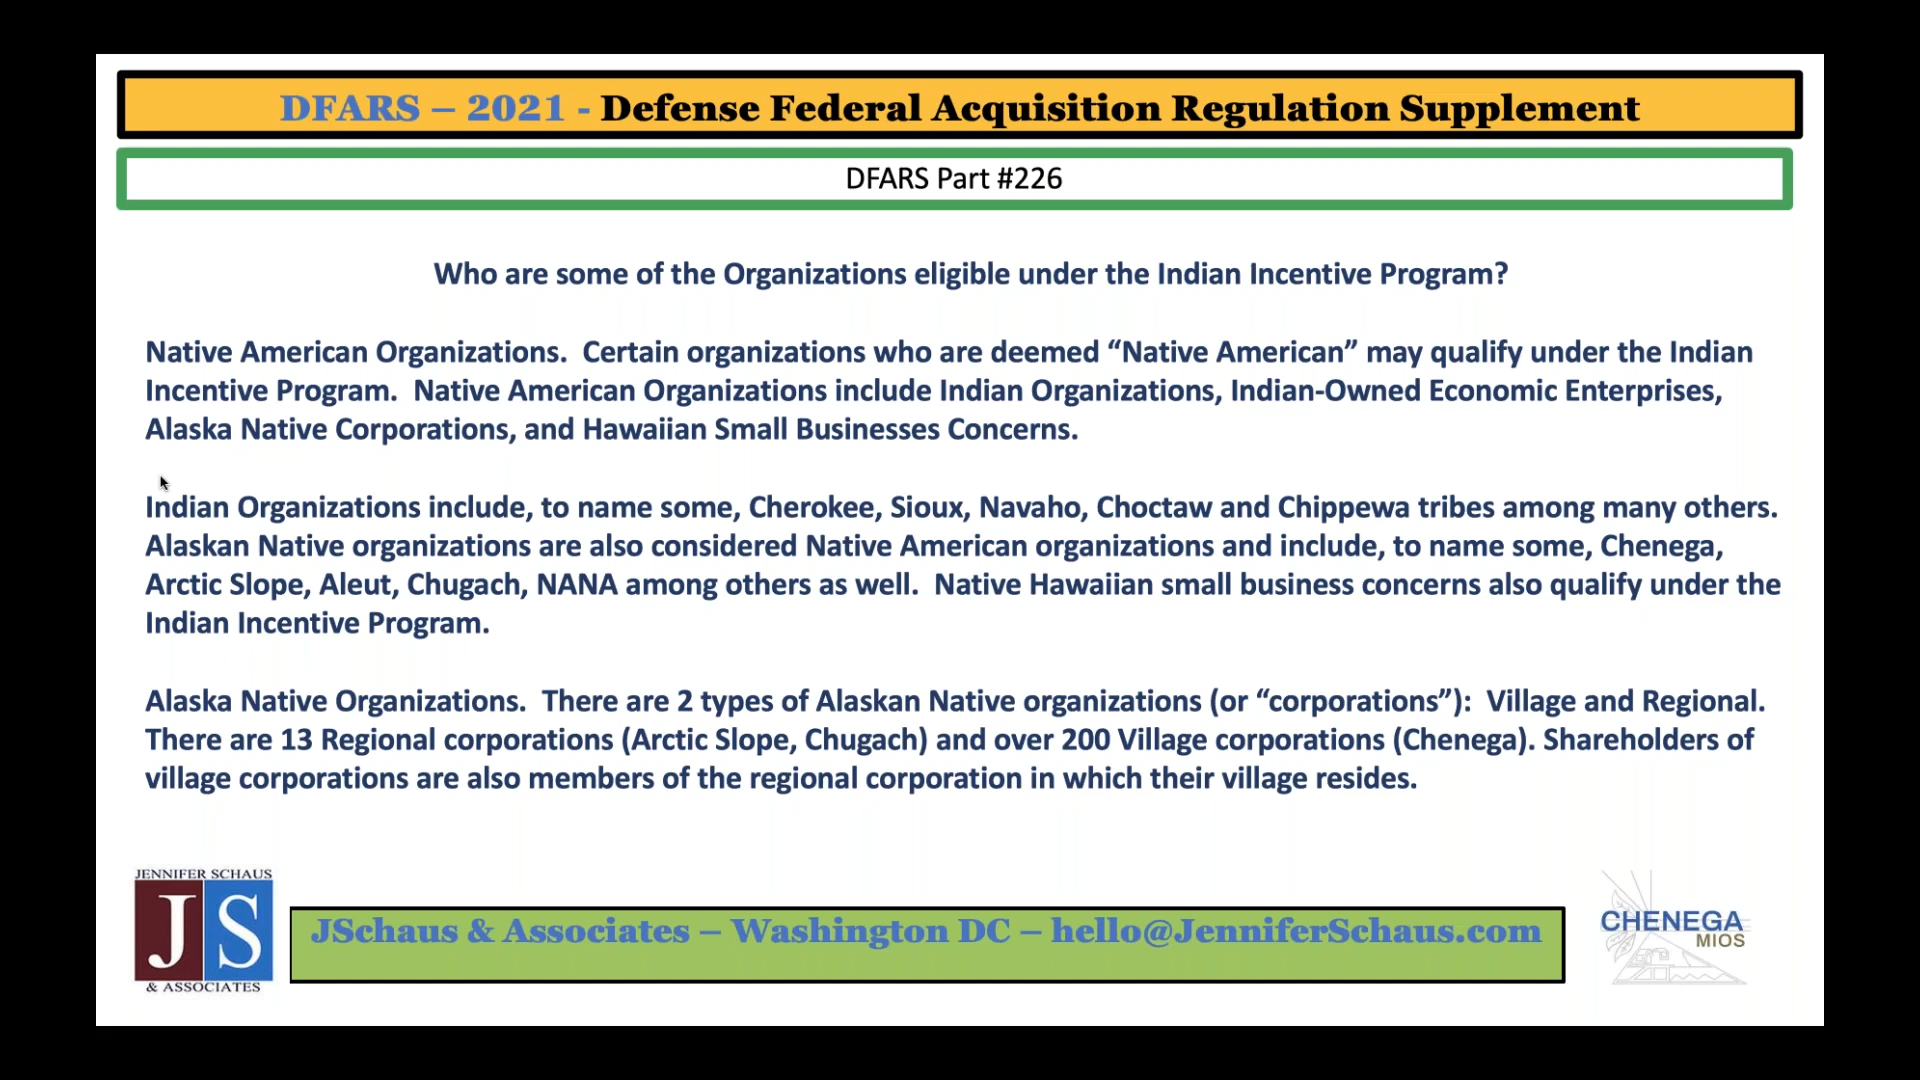 DFARS – 2021 - Defense Federal Acquisition Regulation Supplement
DFARS Part #226
Who are some of the Organizations eligible under the Indian Incentive Program?
Native American Organizations.  Certain organizations who are deemed “Native American” may qualify under the Indian
Incentive Program.  Native American Organizations include Indian Organizations, Indian-Owned Economic Enterprises,
Alaska Native Corporations, and Hawaiian Small Businesses Concerns.
Indian Organizations include, to name some, Cherokee, Sioux, Navaho, Choctaw and Chippewa tribes among many others.
Alaskan Native organizations are also considered Native American organizations and include, to name some, Chenega,
Arctic Slope, Aleut, Chugach, NANA among others as well.  Native Hawaiian small business concerns also qualify under the
Indian Incentive Program.
Alaska Native Organizations.  There are 2 types of Alaskan Native organizations (or “corporations”):  Village and Regional.
There are 13 Regional corporations (Arctic Slope, Chugach) and over 200 Village corporations (Chenega). Shareholders of
village corporations are also members of the regional corporation in which their village resides.
JENNIFER SCHAUS
JS
& ASSOCIATES
JSchaus & Associates – Washington DC – hello@JenniferSchaus.com
CHENEGA
MIOS